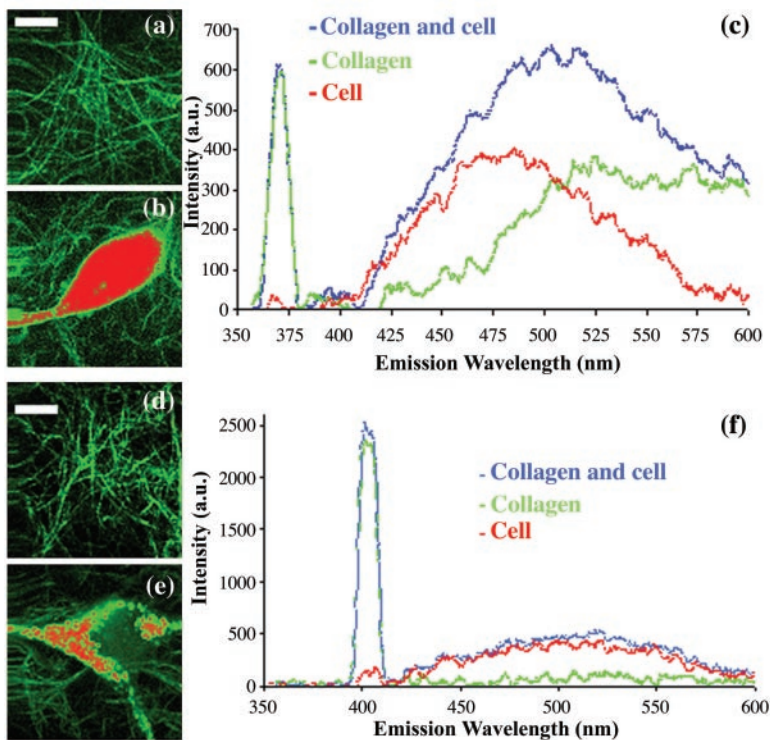 (a)
(b)
(c)
- Collagen and cell
- Collagen
- Cell
Intensity (a.u.)
700
600
500
400
300
200
100
0
350 375 400 425 450 475 500 525 550 575 600
Emission Wavelength (nm)
(d)
(e)
(f)
- Collagen and cell
- Collagen
- Cell
Intensity (a.u.)
2500
2000
1500
1000
500
0
350 400 450 500 550 600
Emission Wavelength (nm)